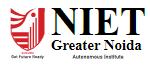 NIET
Greater Noida
Get Future Ready
Autonomous Institute